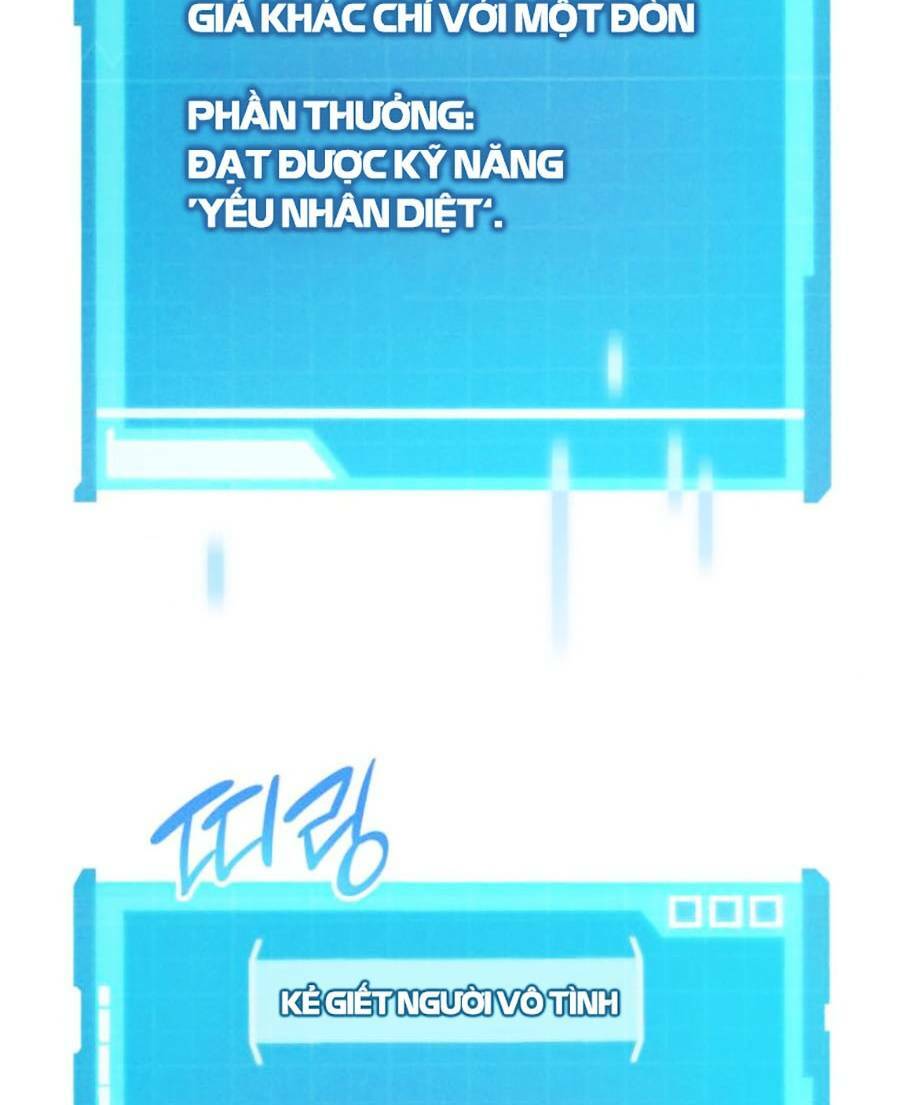 GIÁ KHÁC CHỈ VỚI MỘT ĐÒN
PHẦN THƯỞNG:
ĐẠT ĐƯỢC KỸ NĂNG
'YẾU NHÂN DIỆT'.
띠링
KẺ GIẾT NGƯỜI VÔ TÌNH